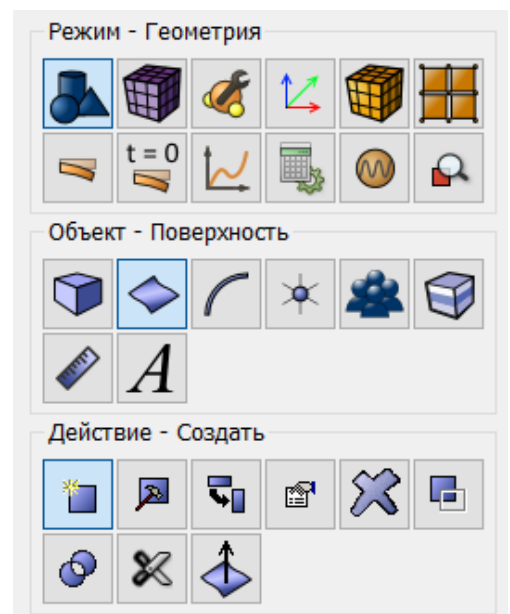 Режим - Геометрия
t = 0
Объект - Поверхность
A
Действие - Создать